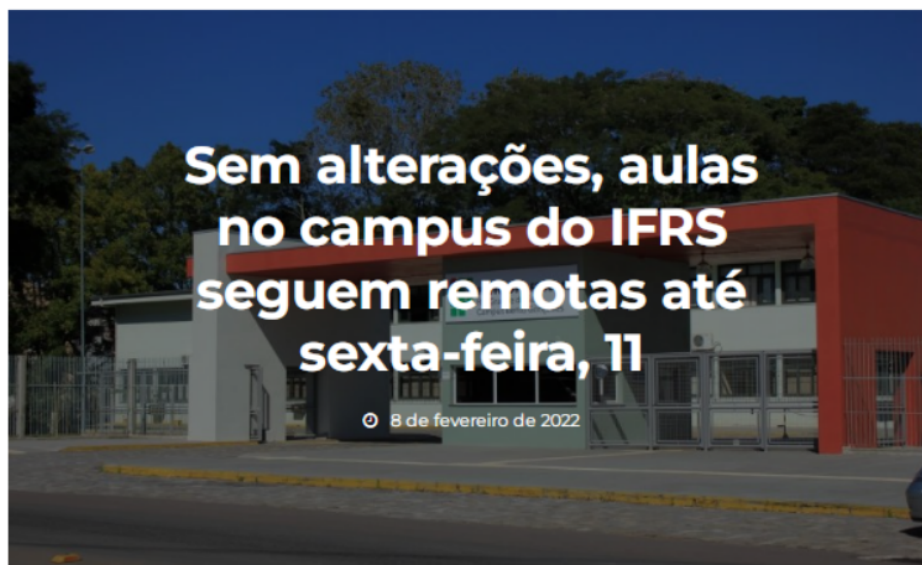 Sem alterações, aulas
no campus do IFRS
seguem remotas até
sexta-feira, 11
8 de fevereiro de 2022